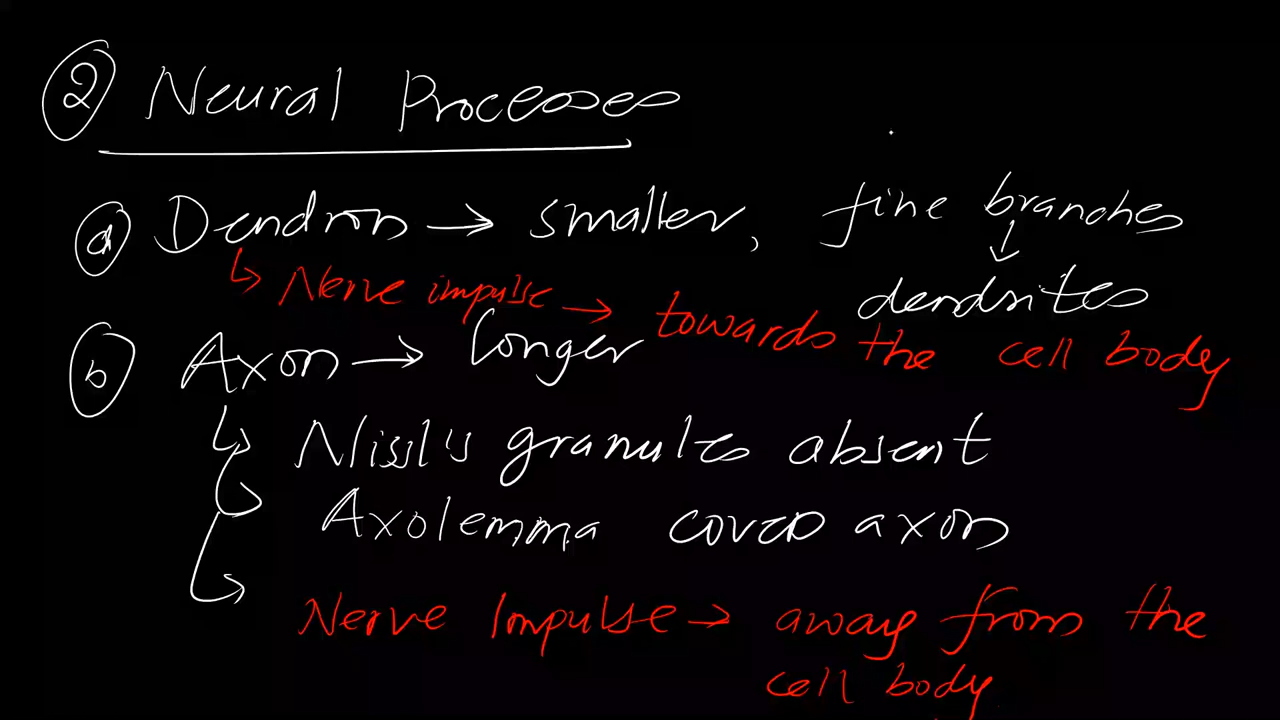 ② Neural Processes
ⓐ Dendron → smaller, fine branches
↓
dendrites
↳ Nerve impulse → towards the cell body
ⓑ Axon → longer
↳ Nissl's granules absent
↳ Axolemma covers axon
↳ Nerve Impulse → away from the
cell body